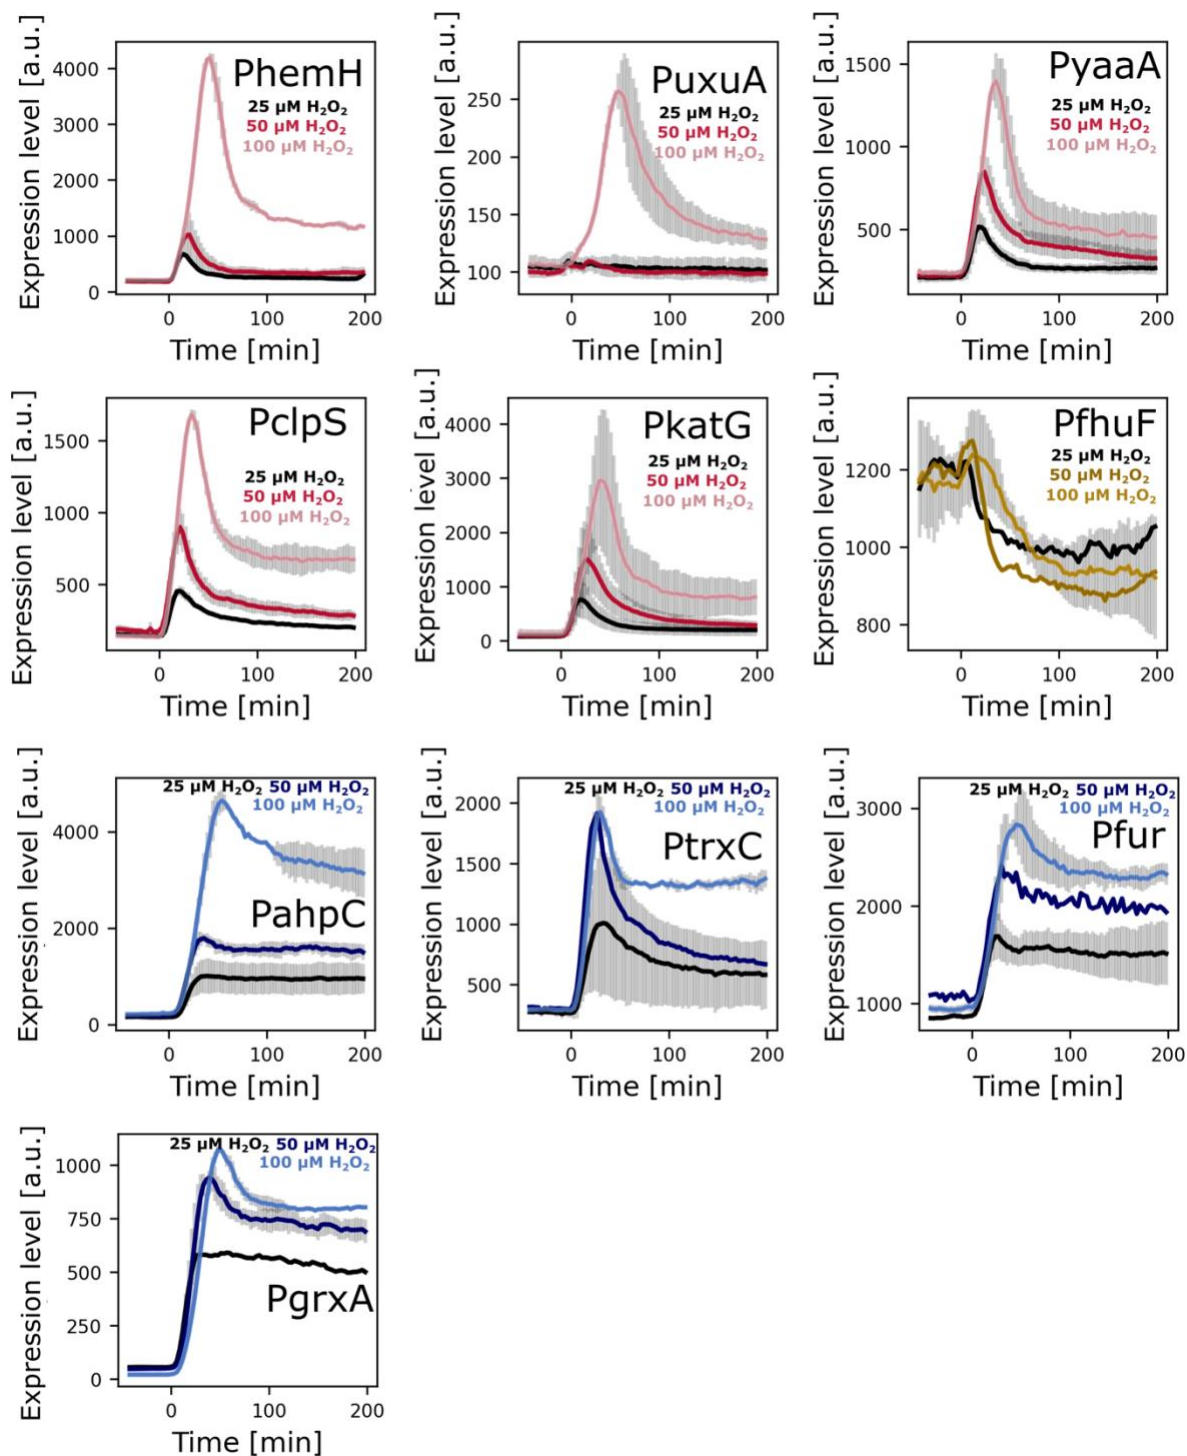 Expression level [a.u.]
PhemH
25 µM H₂O₂
50 µM H₂O₂
100 µM H₂O₂
4000
3000
2000
1000
0
0 100 200
Time [min]
Expression level [a.u.]
PuxuA
25 µM H₂O₂
50 µM H₂O₂
100 µM H₂O₂
250
200
150
100
0 100 200
Time [min]
Expression level [a.u.]
PyaaA
25 µM H₂O₂
50 µM H₂O₂
100 µM H₂O₂
1500
1000
500
0 100 200
Time [min]
Expression level [a.u.]
PclpS
25 µM H₂O₂
50 µM H₂O₂
100 µM H₂O₂
1500
1000
500
0 100 200
Time [min]
Expression level [a.u.]
PkatG
25 µM H₂O₂
50 µM H₂O₂
100 µM H₂O₂
4000
3000
2000
1000
0
0 100 200
Time [min]
Expression level [a.u.]
PfhuF
25 µM H₂O₂
50 µM H₂O₂
100 µM H₂O₂
1200
1000
800
0 100 200
Time [min]
Expression level [a.u.]
25 µM H₂O₂ 50 µM H₂O₂
100 µM H₂O₂
PahpC
4000
2000
0
0 100 200
Time [min]
Expression level [a.u.]
25 µM H₂O₂ 50 µM H₂O₂
100 µM H₂O₂
PtrxC
2000
1500
1000
500
0 100 200
Time [min]
Expression level [a.u.]
25 µM H₂O₂ 50 µM H₂O₂
100 µM H₂O₂
Pfur
3000
2000
1000
0 100 200
Time [min]
Expression level [a.u.]
25 µM H₂O₂ 50 µM H₂O₂
100 µM H₂O₂
PgrxA
1000
750
500
250
0
0 100 200
Time [min]